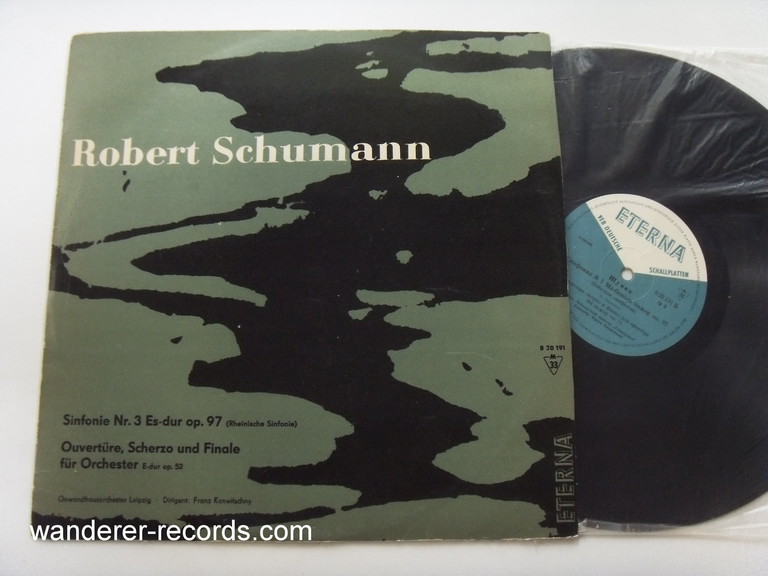 Robert Schumann
8 20 191
M
33
Sinfonie Nr. 3 Es-dur op. 97 (Rheinische Sinfonie)
Ouvertüre, Scherzo und Finale
für Orchester E-dur op. 52
Gewandhausorchester Leipzig · Dirigent: Franz Konwitschny
ETERNA
ETERNA
VEB DEUTSCHE
SCHALLPLATTEN
wanderer-records.com